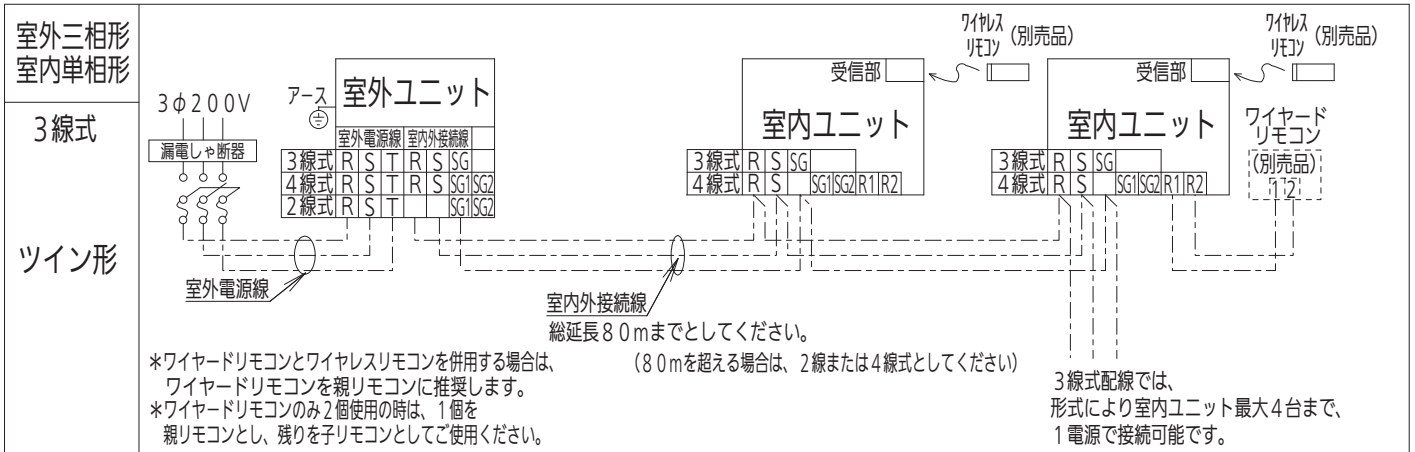 室外三相形
室内単相形
3線式
ツイン形
3φ200V
漏電しゃ断器
アース
室外ユニット
室外電源線 室内外接続線
3線式 R S T R S SG
4線式 R S T R S SG1 SG2
2線式 R S T SG1 SG2
室外電源線
室内外接続線
総延長80mまでとしてください。
(80mを超える場合は、2線または4線式としてください)
ワイヤレス
リモコン (別売品)
受信部
室内ユニット
3線式 R S SG
4線式 R S SG1 SG2 R1 R2
ワイヤレス
リモコン (別売品)
受信部
室内ユニット
3線式 R S SG
4線式 R S SG1 SG2 R1 R2
ワイヤード
リモコン
(別売品)
1 2
*ワイヤードリモコンとワイヤレスリモコンを併用する場合は、
ワイヤードリモコンを親リモコンに推奨します。
*ワイヤードリモコンのみ2個使用の時は、1個を
親リモコンとし、残りを子リモコンとしてご使用ください。
3線式配線では、
形式により室内ユニット最大4台まで、
1電源で接続可能です。